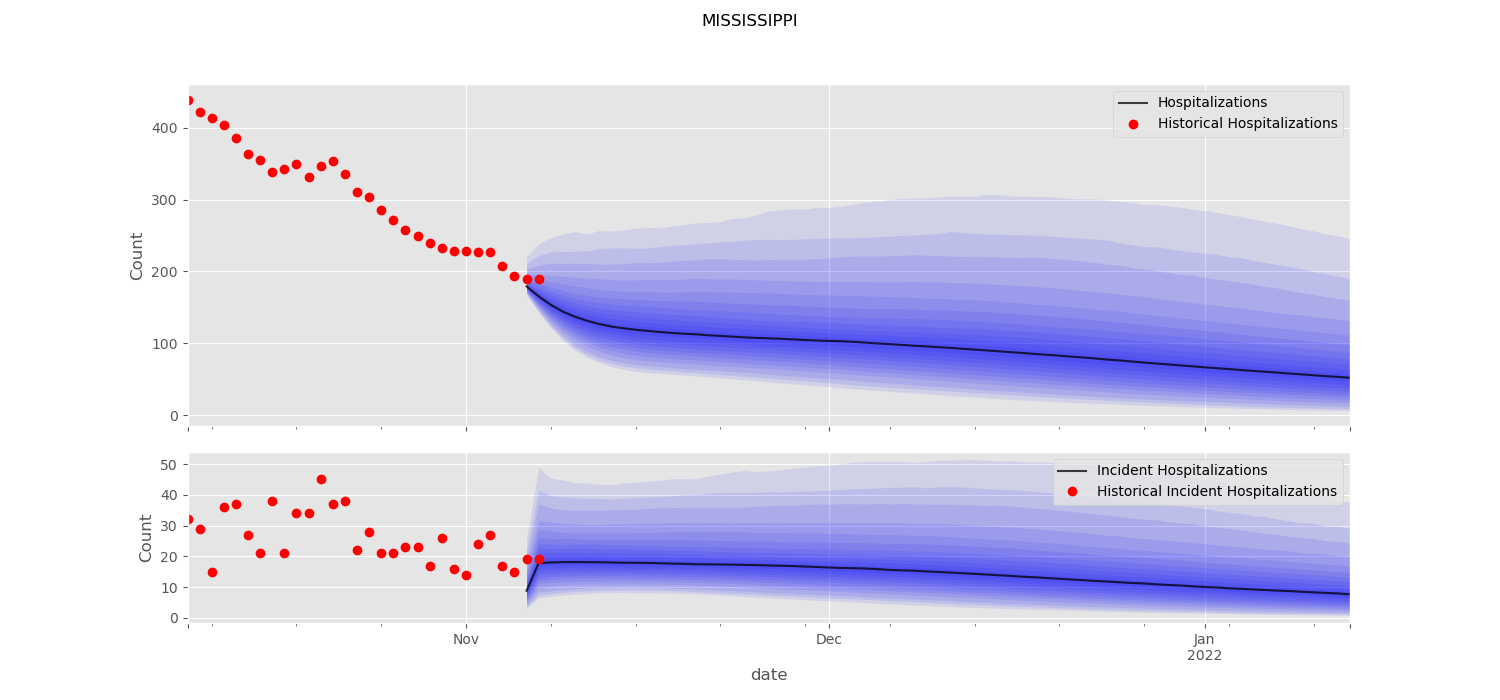 MISSISSIPPI
Count
400
300
200
100
0
Hospitalizations
Historical Hospitalizations
Count
50
40
30
20
10
0
Incident Hospitalizations
Historical Incident Hospitalizations
Nov
Dec
Jan
2022
date